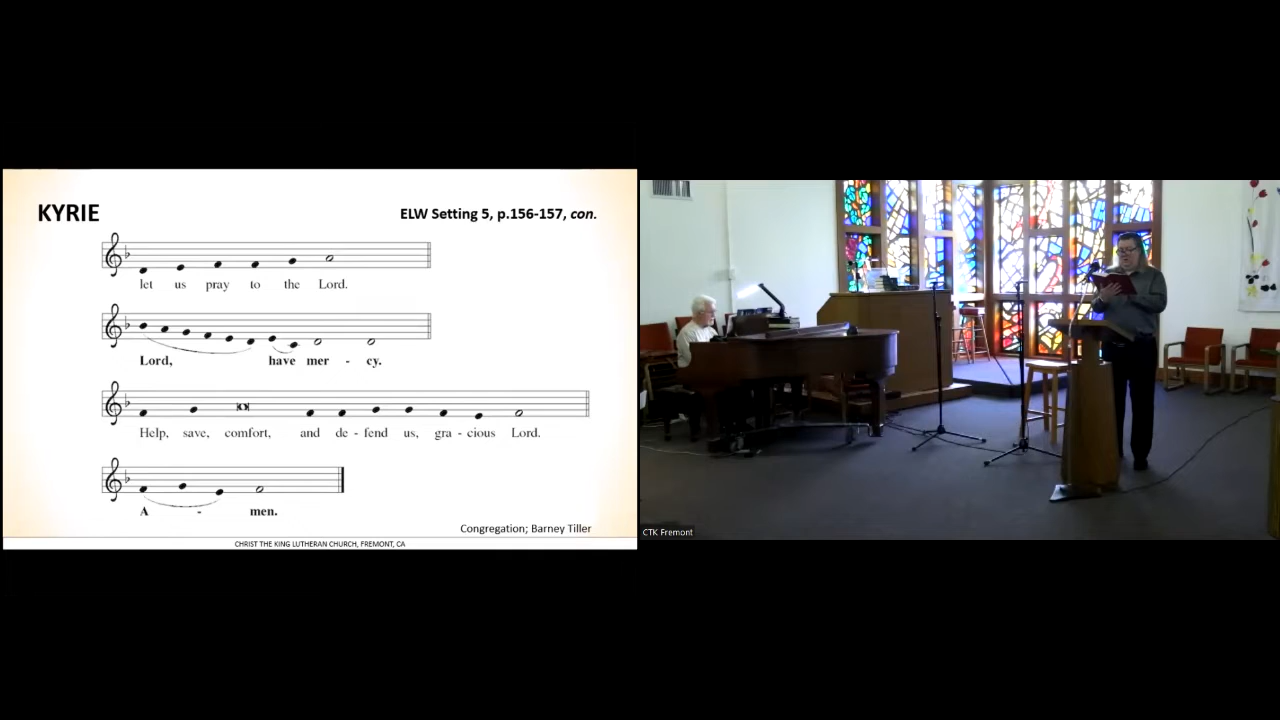 KYRIE
ELW Setting 5, p.156-157, con.
let us pray to the Lord.
Lord, have mer - cy.
Help, save, comfort, and de - fend us, gra - cious Lord.
A - men.
Congregation; Barney Tiller
CHRIST THE KING LUTHERAN CHURCH, FREMONT, CA
CTK Fremont